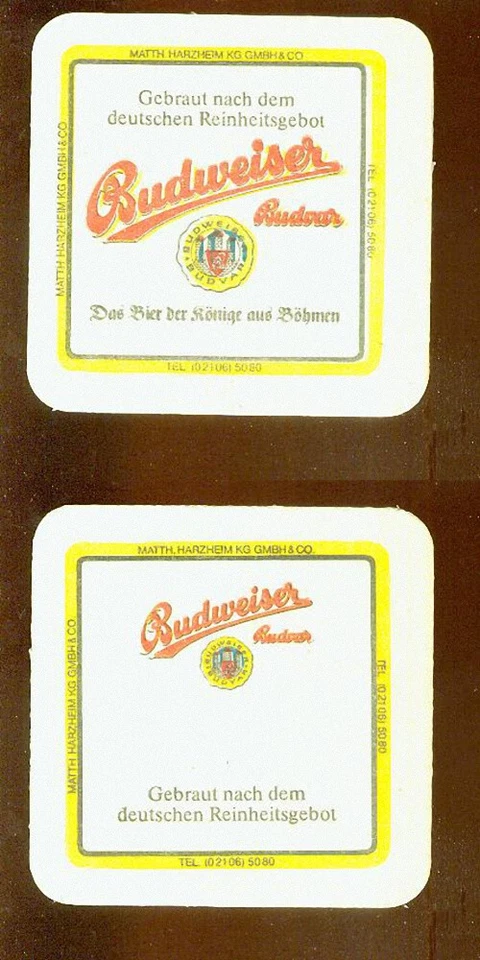 MATTH. HARZHEIM KG GMBH & CO.
Gebraut nach dem
deutschen Reinheitsgebot
MATTH. HARZHEIM KG GMBH & CO.
Budweiser
Budvar
TEL. (02106) 5080
BUDWEISER
BUDVAR
Das Bier der Könige aus Böhmen
TEL. (02106) 5080
MATTH. HARZHEIM KG GMBH & CO.
Budweiser
Budvar
BUDWEISER
BUDVAR
MATTH. HARZHEIM KG GMBH & CO.
TEL. (02106) 5080
Gebraut nach dem
deutschen Reinheitsgebot
TEL. (02106) 5080